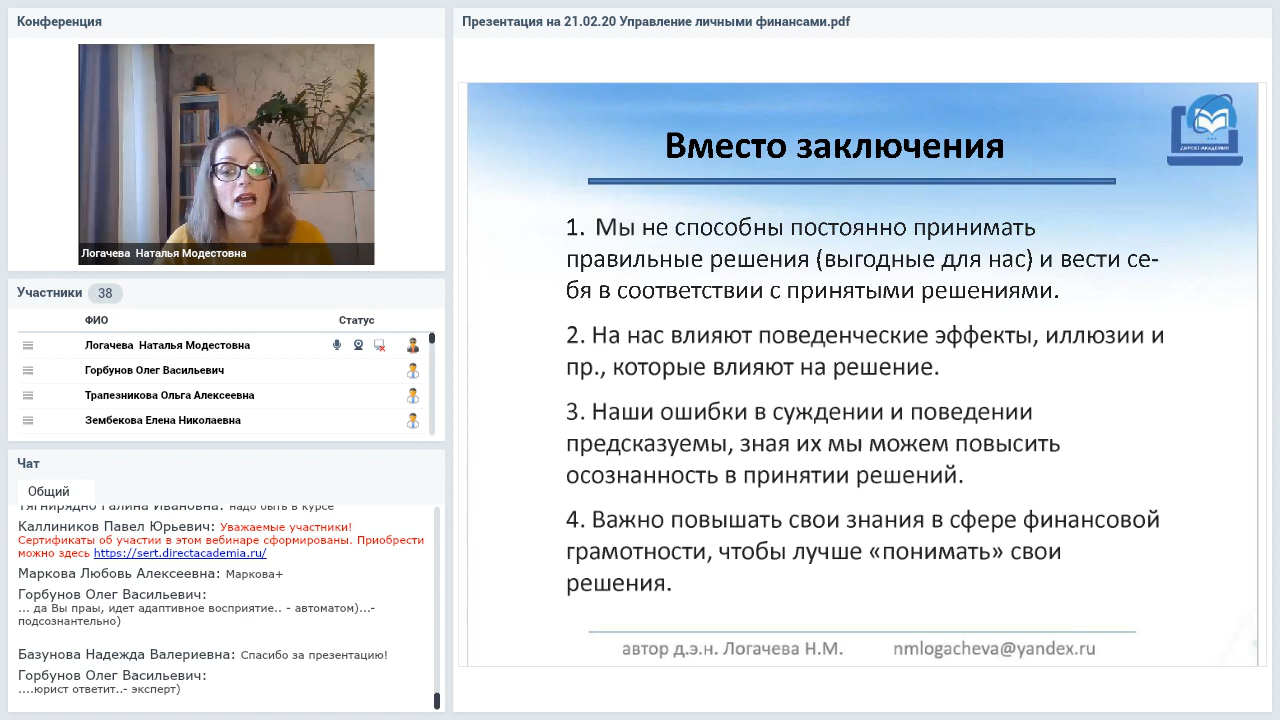 Конференция
Логачева Наталья Модестовна
Участники 38
ФИО Статус
Логачева Наталья Модестовна
Горбунов Олег Васильевич
Трапезникова Ольга Алексеевна
Зембекова Елена Николаевна
Чат
Общий
Тягнирядно Галина Ивановна: надо быть в курсе
Каллиников Павел Юрьевич: Уважаемые участники!
Сертификаты об участии в этом вебинаре сформированы. Приобрести
можно здесь https://sert.directacademia.ru/
Маркова Любовь Алексеевна: Маркова+
Горбунов Олег Васильевич:
... да Вы праы, идет адаптивное восприятие.. - автоматом)...-
подсознательно)
Базунова Надежда Валериевна: Спасибо за презентацию!
Горбунов Олег Васильевич:
....юрист ответит..- эксперт)
Презентация на 21.02.20 Управление личными финансами.pdf
ДИРЕКТ-АКАДЕМИЯ
Вместо заключения
1. Мы не способны постоянно принимать
правильные решения (выгодные для нас) и вести се-
бя в соответствии с принятыми решениями.
2. На нас влияют поведенческие эффекты, иллюзии и
пр., которые влияют на решение.
3. Наши ошибки в суждении и поведении
предсказуемы, зная их мы можем повысить
осознанность в принятии решений.
4. Важно повышать свои знания в сфере финансовой
грамотности, чтобы лучше «понимать» свои
решения.
автор д.э.н. Логачева Н.М. nmlogacheva@yandex.ru